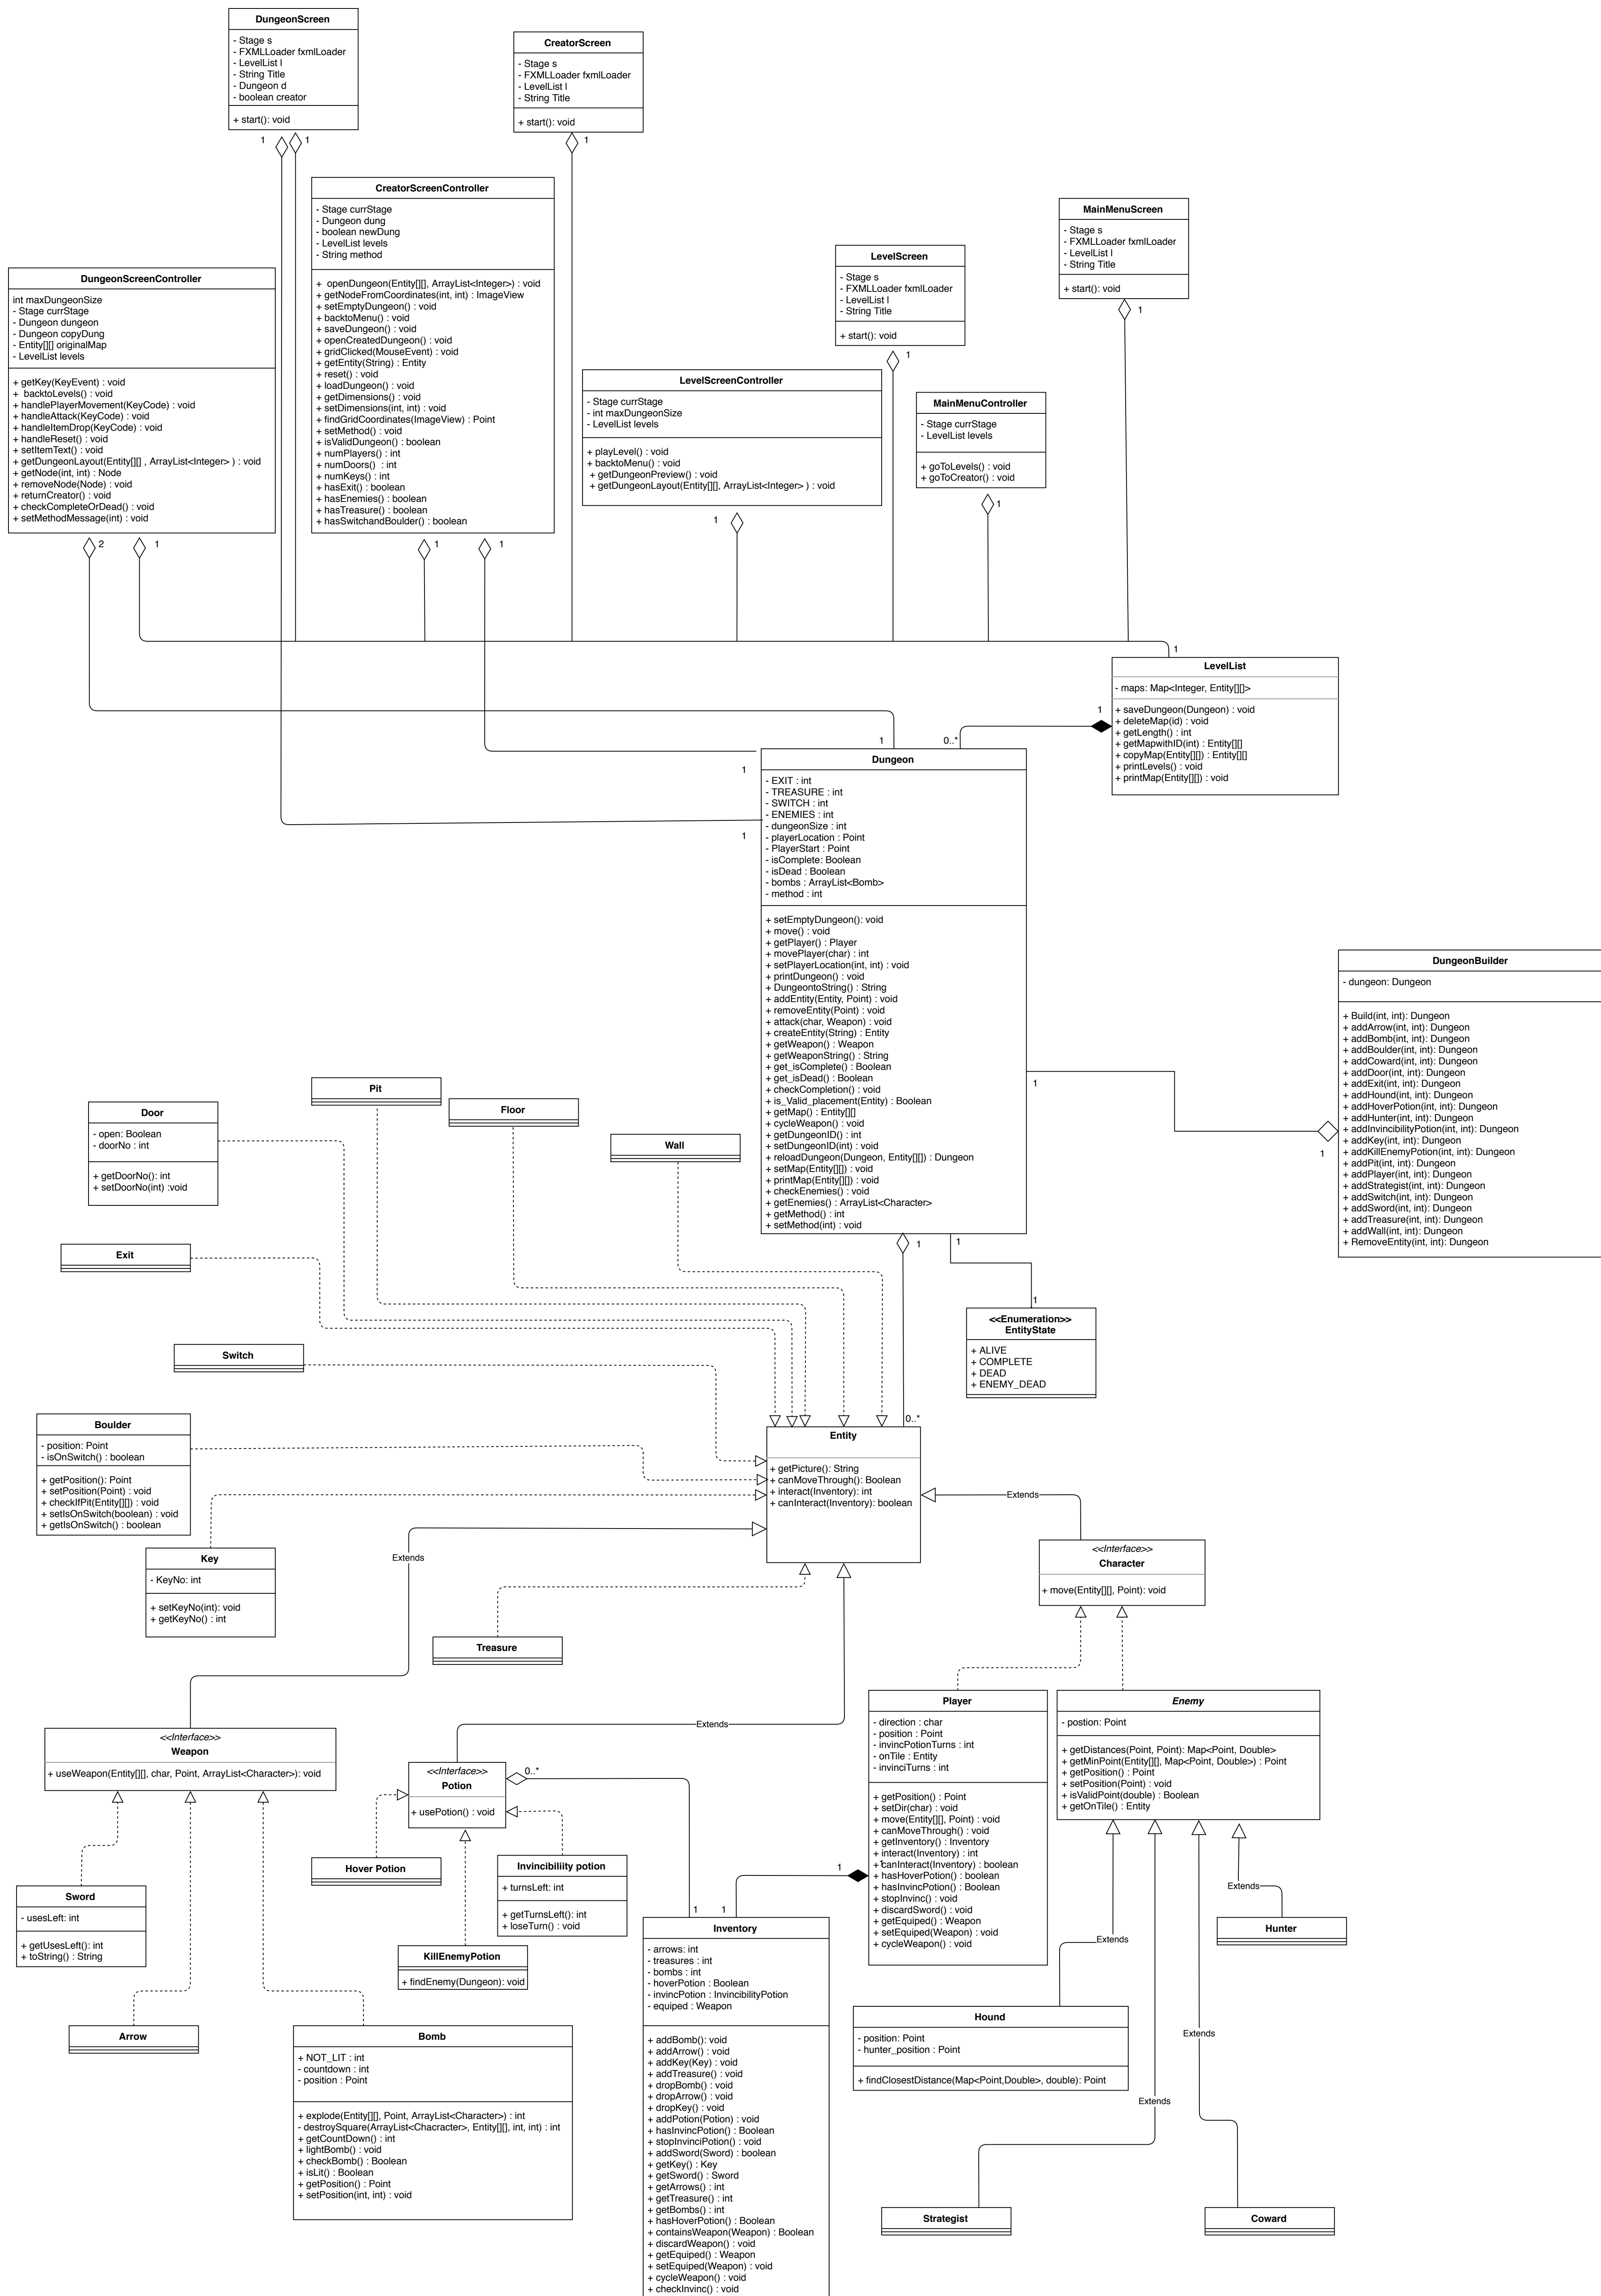 DungeonScreen
- Stage s
- FXMLLoader fxmlLoader
- LevelList l
- String Title
- Dungeon d
- boolean creator
+ start(): void
1
1
CreatorScreen
- Stage s
- FXMLLoader fxmlLoader
- LevelList l
- String Title
+ start(): void
1
CreatorScreenController
- Stage currStage
- Dungeon dung
- boolean newDung
- LevelList levels
- String method
+ openDungeon(Entity[][], ArrayList<Integer>) : void
+ getNodeFromCoordinates(int, int) : ImageView
+ setEmptyDungeon() : void
+ backtoMenu() : void
+ saveDungeon() : void
+ openCreatedDungeon() : void
+ gridClicked(MouseEvent) : void
+ getEntity(String) : Entity
+ reset() : void
+ loadDungeon() : void
+ getDimensions() : void
+ setDimensions(int, int) : void
+ findGridCoordinates(ImageView) : Point
+ setMethod() : void
+ isValidDungeon() : boolean
+ numPlayers() : int
+ numDoors() : int
+ numKeys() : int
+ hasExit() : boolean
+ hasEnemies() : boolean
+ hasTreasure() : boolean
+ hasSwitchandBoulder() : boolean
1
1
MainMenuScreen
- Stage s
- FXMLLoader fxmlLoader
- LevelList l
- String Title
+ start(): void
1
LevelScreen
- Stage s
- FXMLLoader fxmlLoader
- LevelList l
- String Title
+ start(): void
1
DungeonScreenController
int maxDungeonSize
- Stage currStage
- Dungeon dungeon
- Dungeon copyDung
- Entity[][] originalMap
- LevelList levels
+ getKey(KeyEvent) : void
+ backtoLevels() : void
+ handlePlayerMovement(KeyCode) : void
+ handleAttack(KeyCode) : void
+ handleItemDrop(KeyCode) : void
+ handleReset() : void
+ setItemText() : void
+ getDungeonLayout(Entity[][] , ArrayList<Integer> ) : void
+ getNode(int, int) : Node
+ removeNode(Node) : void
+ returnCreator() : void
+ checkCompleteOrDead() : void
+ setMethodMessage(int) : void
2
1
LevelScreenController
- Stage currStage
- int maxDungeonSize
- LevelList levels
+ playLevel() : void
+ backtoMenu() : void
+ getDungeonPreview() : void
+ getDungeonLayout(Entity[][], ArrayList<Integer> ) : void
1
MainMenuController
- Stage currStage
- LevelList levels
+ goToLevels() : void
+ goToCreator() : void
1
1
LevelList
- maps: Map<Integer, Entity[][]>
+ saveDungeon(Dungeon) : void
+ deleteMap(id) : void
+ getLength() : int
+ getMapwithID(int) : Entity[][]
+ copyMap(Entity[][]) : Entity[][]
+ printLevels() : void
+ printMap(Entity[][]) : void
1
0..*
1
1
1
Dungeon
- EXIT : int
- TREASURE : int
- SWITCH : int
- ENEMIES : int
- dungeonSize : int
- playerLocation : Point
- PlayerStart : Point
- isComplete: Boolean
- isDead : Boolean
- bombs : ArrayList<Bomb>
- method : int
+ setEmptyDungeon(): void
+ move() : void
+ getPlayer() : Player
+ movePlayer(char) : int
+ setPlayerLocation(int, int) : void
+ printDungeon() : void
+ DungeontoString() : String
+ addEntity(Entity, Point) : void
+ removeEntity(Point) : void
+ attack(char, Weapon) : void
+ createEntity(String) : Entity
+ getWeapon() : Weapon
+ getWeaponString() : String
+ get_isComplete() : Boolean
+ get_isDead() : Boolean
+ checkCompletion() : void
+ is_Valid_placement(Entity) : Boolean
+ getMap() : Entity[][]
+ cycleWeapon() : void
+ getDungeonID() : int
+ setDungeonID(int) : void
+ reloadDungeon(Dungeon, Entity[][]) : Dungeon
+ setMap(Entity[][]) : void
+ printMap(Entity[][]) : void
+ checkEnemies() : void
+ getEnemies() : ArrayList<Character>
+ getMethod() : int
+ setMethod(int) : void
1
1
1
DungeonBuilder
- dungeon: Dungeon
+ Build(int, int): Dungeon
+ addArrow(int, int): Dungeon
+ addBomb(int, int): Dungeon
+ addBoulder(int, int): Dungeon
+ addCoward(int, int): Dungeon
+ addDoor(int, int): Dungeon
+ addExit(int, int): Dungeon
+ addHound(int, int): Dungeon
+ addHoverPotion(int, int): Dungeon
+ addHunter(int, int): Dungeon
+ addInvincibilityPotion(int, int): Dungeon
+ addKey(int, int): Dungeon
+ addKillEnemyPotion(int, int): Dungeon
+ addPit(int, int): Dungeon
+ addPlayer(int, int): Dungeon
+ addStrategist(int, int): Dungeon
+ addSwitch(int, int): Dungeon
+ addSword(int, int): Dungeon
+ addTreasure(int, int): Dungeon
+ addWall(int, int): Dungeon
+ RemoveEntity(int, int): Dungeon
1
Pit
Floor
Wall
Door
- open: Boolean
- doorNo : int
+ getDoorNo(): int
+ setDoorNo(int) :void
Exit
Switch
<<Enumeration>>
EntityState
+ ALIVE
+ COMPLETE
+ DEAD
+ ENEMY_DEAD
1
Boulder
- position: Point
- isOnSwitch() : boolean
+ getPosition(): Point
+ setPosition(Point) : void
+ checkIfPit(Entity[][]) : void
+ setIsOnSwitch(boolean) : void
+ getIsOnSwitch() : boolean
0..*
Entity
+ getPicture(): String
+ canMoveThrough(): Boolean
+ interact(Inventory): int
+ canInteract(Inventory): boolean
Extends
Extends
Key
- KeyNo: int
+ setKeyNo(int): void
+ getKeyNo() : int
<<Interface>>
Character
+ move(Entity[][], Point): void
Treasure
Extends
<<Interface>>
Weapon
+ useWeapon(Entity[][], char, Point, ArrayList<Character>): void
<<Interface>>
Potion
+ usePotion() : void
0..*
Player
- direction : char
- position : Point
- invincPotionTurns : int
- onTile : Entity
- invinciTurns : int
+ getPosition() : Point
+ setDir(char) : void
+ move(Entity[][], Point) : void
+ canMoveThrough() : void
+ getInventory() : Inventory
+ interact(Inventory) : int
+ canInteract(Inventory) : boolean
+ hasHoverPotion() : boolean
+ hasInvincPotion() : Boolean
+ stopInvinc() : void
+ discardSword() : void
+ getEquiped() : Weapon
+ setEquiped(Weapon) : void
+ cycleWeapon() : void
1
1
Enemy
- postion: Point
+ getDistances(Point, Point): Map<Point, Double>
+ getMinPoint(Entity[][], Map<Point, Double>) : Point
+ getPosition() : Point
+ setPosition(Point) : void
+ isValidPoint(double) : Boolean
+ getOnTile() : Entity
Hover Potion
Invincibiliity potion
+ turnsLeft: int
+ getTurnsLeft(): int
+ loseTurn() : void
KillEnemyPotion
+ findEnemy(Dungeon): void
Sword
- usesLeft: int
+ getUsesLeft(): int
+ toString() : String
Arrow
Bomb
+ NOT_LIT : int
- countdown : int
- position : Point
+ explode(Entity[][], Point, ArrayList<Character>) : int
- destroySquare(ArrayList<Chacracter>, Entity[][], int, int) : int
+ getCountDown() : int
+ lightBomb() : void
+ checkBomb() : Boolean
+ isLit() : Boolean
+ getPosition() : Point
+ setPosition(int, int) : void
1
1
Inventory
- arrows: int
- treasures : int
- bombs : int
- hoverPotion : Boolean
- invincPotion : InvincibilityPotion
- equiped : Weapon
+ addBomb(): void
+ addArrow() : void
+ addKey(Key) : void
+ addTreasure() : void
+ dropBomb() : void
+ dropArrow() : void
+ dropKey() : void
+ addPotion(Potion) : void
+ hasInvincPotion() : Boolean
+ stopInvinciPotion() : void
+ addSword(Sword) : boolean
+ getKey() : Key
+ getSword() : Sword
+ getArrows() : int
+ getTreasure() : int
+ getBombs() : int
+ hasHoverPotion() : Boolean
+ containsWeapon(Weapon) : Boolean
+ discardWeapon() : void
+ getEquiped() : Weapon
+ setEquiped(Weapon) : void
+ cycleWeapon() : void
+ checkInvinc() : void
Extends
Hunter
Extends
Hound
- position: Point
- hunter_position : Point
+ findClosestDistance(Map<Point,Double>, double): Point
Extends
Extends
Strategist
Coward